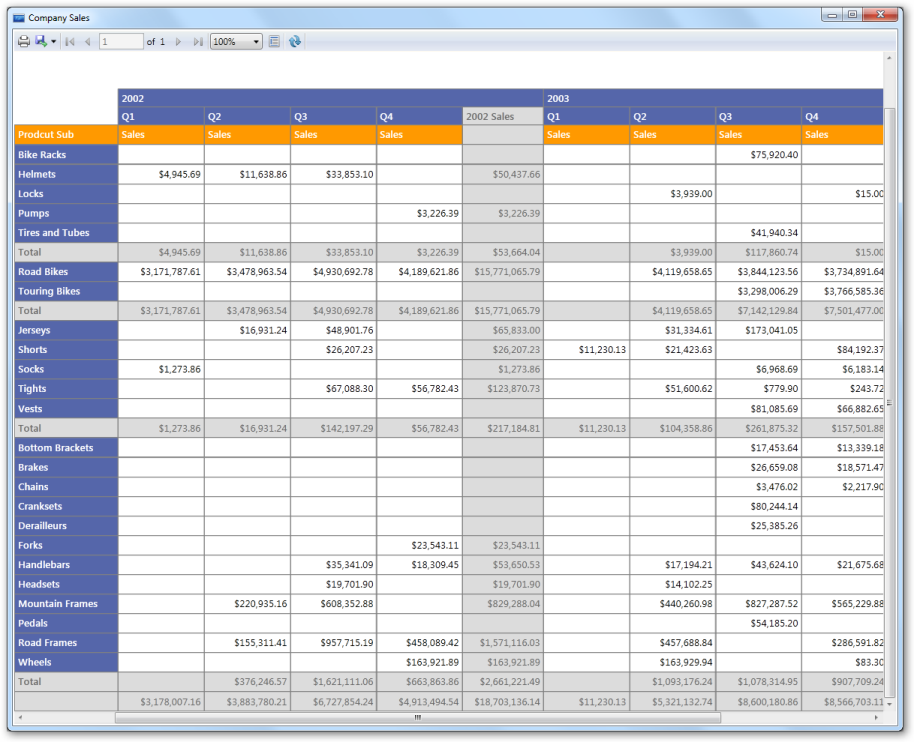 Company Sales
1 of 1 100%
2002 2003
Q1 Q2 Q3 Q4 2002 Sales Q1 Q2 Q3 Q4
Prodcut Sub Sales Sales Sales Sales Sales Sales Sales Sales
Bike Racks $75,920.40
Helmets $4,945.69 $11,638.86 $33,853.10 $50,437.66
Locks $3,939.00 $15.00
Pumps $3,226.39 $3,226.39
Tires and Tubes $41,940.34
Total $4,945.69 $11,638.86 $33,853.10 $3,226.39 $53,664.04 $3,939.00 $117,860.74 $15.00
Road Bikes $3,171,787.61 $3,478,963.54 $4,930,692.78 $4,189,621.86 $15,771,065.79 $4,119,658.65 $3,844,123.56 $3,734,891.64
Touring Bikes $3,298,006.29 $3,766,585.36
Total $3,171,787.61 $3,478,963.54 $4,930,692.78 $4,189,621.86 $15,771,065.79 $4,119,658.65 $7,142,129.84 $7,501,477.00
Jerseys $16,931.24 $48,901.76 $65,833.00 $31,334.61 $173,041.05
Shorts $26,207.23 $26,207.23 $11,230.13 $21,423.63 $84,192.37
Socks $1,273.86 $1,273.86 $6,968.69 $6,183.14
Tights $67,088.30 $56,782.43 $123,870.73 $51,600.62 $779.90 $243.72
Vests $81,085.69 $66,882.65
Total $1,273.86 $16,931.24 $142,197.29 $56,782.43 $217,184.81 $11,230.13 $104,358.86 $261,875.32 $157,501.88
Bottom Brackets $17,453.64 $13,339.18
Brakes $26,659.08 $18,571.47
Chains $3,476.02 $2,217.90
Cranksets $80,244.14
Derailleurs $25,385.26
Forks $23,543.11 $23,543.11
Handlebars $35,341.09 $18,309.45 $53,650.53 $17,194.21 $43,624.10 $21,675.68
Headsets $19,701.90 $19,701.90 $14,102.25
Mountain Frames $220,935.16 $608,352.88 $829,288.04 $440,260.98 $827,287.52 $565,229.88
Pedals $54,185.20
Road Frames $155,311.41 $957,715.19 $458,089.42 $1,571,116.03 $457,688.84 $286,591.82
Wheels $163,921.89 $163,921.89 $163,929.94 $83.30
Total $376,246.57 $1,621,111.06 $663,863.86 $2,661,221.49 $1,093,176.24 $1,078,314.95 $907,709.24
$3,178,007.16 $3,883,780.21 $6,727,854.24 $4,913,494.54 $18,703,136.14 $11,230.13 $5,321,132.74 $8,600,180.86 $8,566,703.11